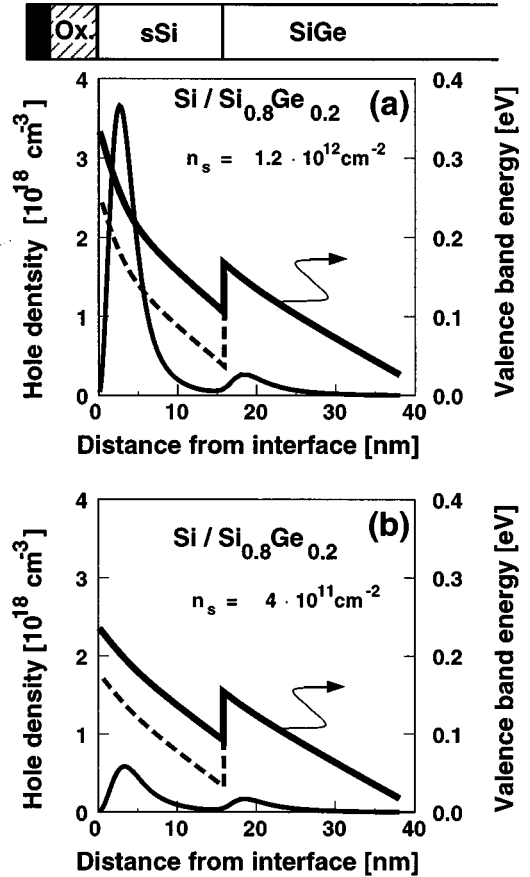 Ox. sSi SiGe
4 0.4
Si / Si0.8Ge0.2 (a)
ns = 1.2 · 10^12cm-2
3 0.3
2 0.2
1 0.1
0 0.0
0 10 20 30 40
Hole dentsity [10^18 cm-3]
Valence band energy [eV]
Distance from interface [nm]
4 0.4
Si / Si0.8Ge0.2 (b)
ns = 4 · 10^11cm-2
3 0.3
2 0.2
1 0.1
0 0.0
0 10 20 30 40
Hole density [10^18 cm-3]
Valence band energy [eV]
Distance from interface [nm]